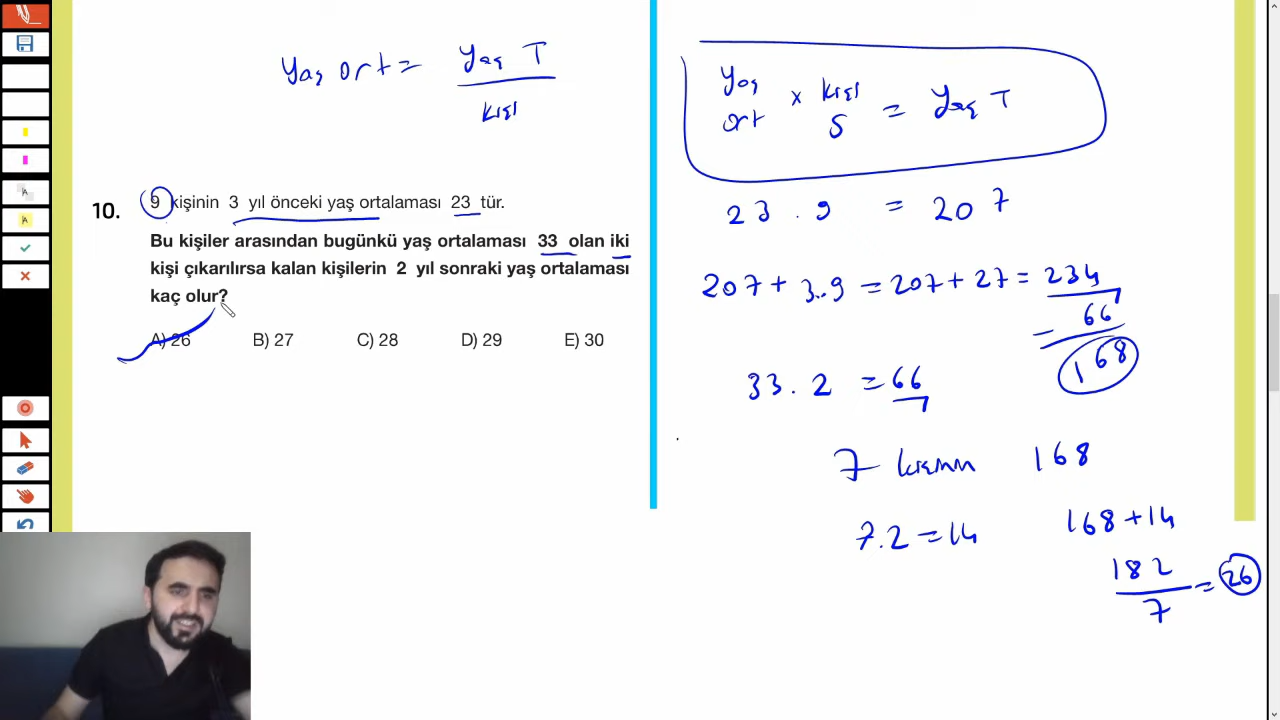 Yaş ort = Yaş T
kişi
10.
9 kişinin 3 yıl önceki yaş ortalaması 23 tür.
Bu kişiler arasından bugünkü yaş ortalaması 33 olan iki
kişi çıkarılırsa kalan kişilerin 2 yıl sonraki yaş ortalaması
kaç olur?
A) 26 B) 27 C) 28 D) 29 E) 30
yaş ort x kişi s = Yaş T
23 . 9 = 207
207 + 3.9 = 207 + 27 = 234
66
= 168
33 . 2 = 66
7 kişinin 168
7.2 = 14 168 + 14
182
7 = 26